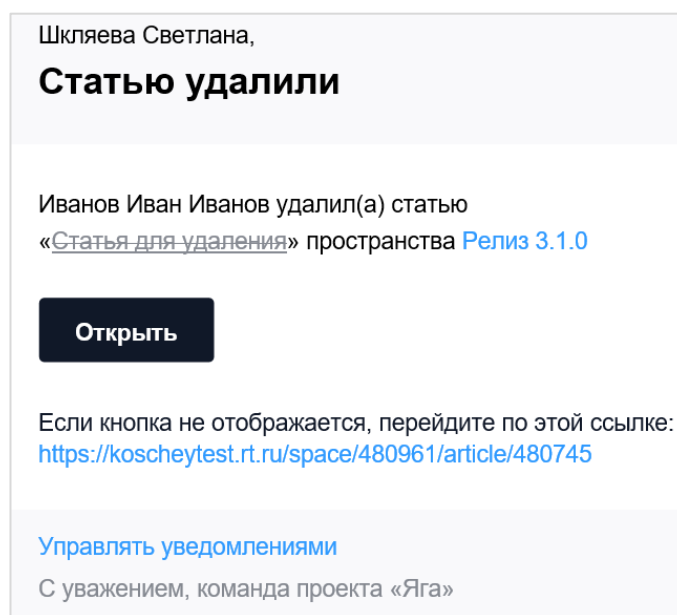 Шкляева Светлана,
Статью удалили
Иванов Иван Иванов удалил(а) статью
«Статья для удаления» пространства Релиз 3.1.0
Открыть
Если кнопка не отображается, перейдите по этой ссылке:
https://koscheytest.rt.ru/space/480961/article/480745
Управлять уведомлениями
С уважением, команда проекта «Яга»